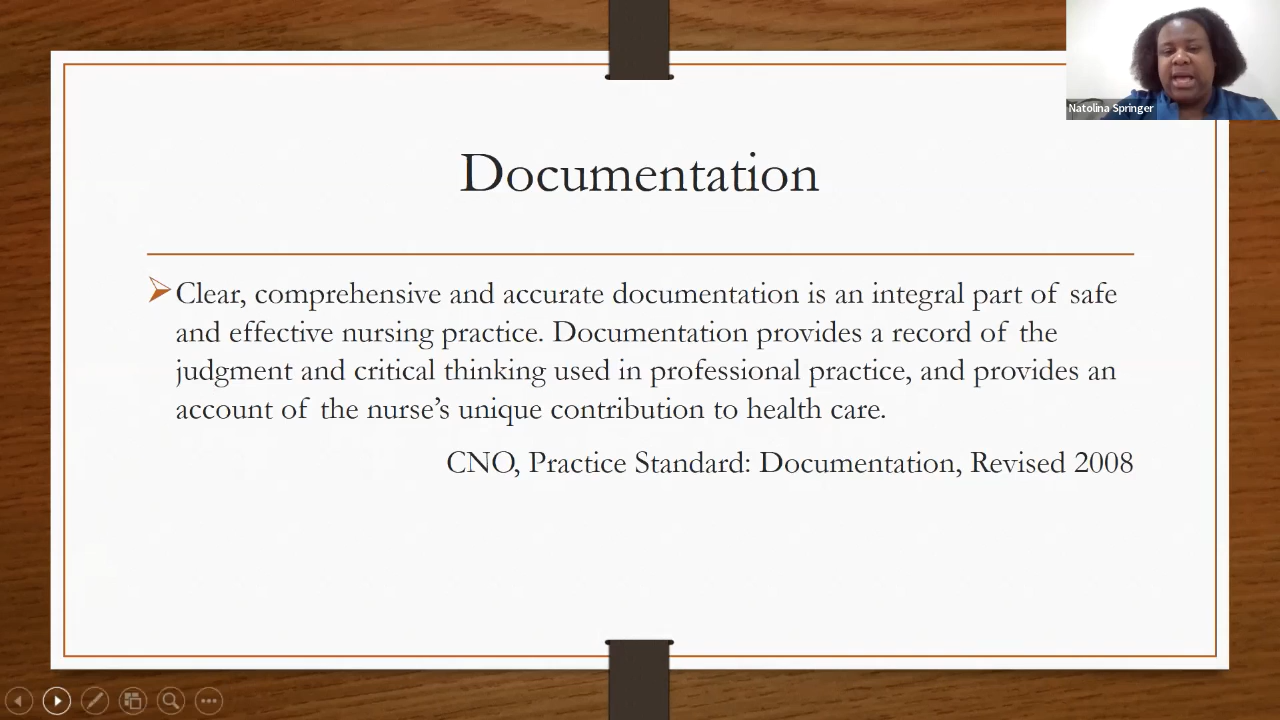 Natolina Springer
Documentation
Clear, comprehensive and accurate documentation is an integral part of safe
and effective nursing practice. Documentation provides a record of the
judgment and critical thinking used in professional practice, and provides an
account of the nurse’s unique contribution to health care.
CNO, Practice Standard: Documentation, Revised 2008